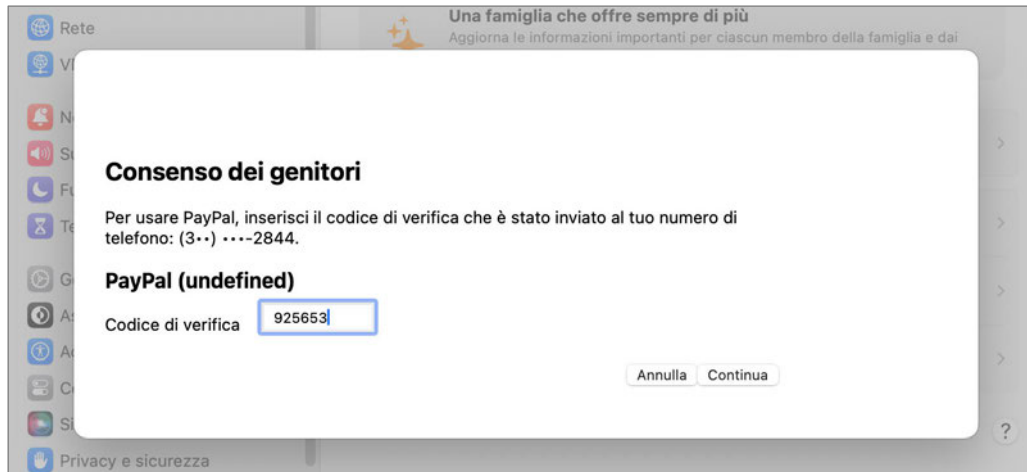 Rete
Una famiglia che offre sempre di più
Aggiorna le informazioni importanti per ciascun membro della famiglia e dai
Consenso dei genitori
Per usare PayPal, inserisci il codice di verifica che è stato inviato al tuo numero di
telefono: (3••) •••-2844.
PayPal (undefined)
Codice di verifica
925653
Annulla
Continua
?
Privacy e sicurezza